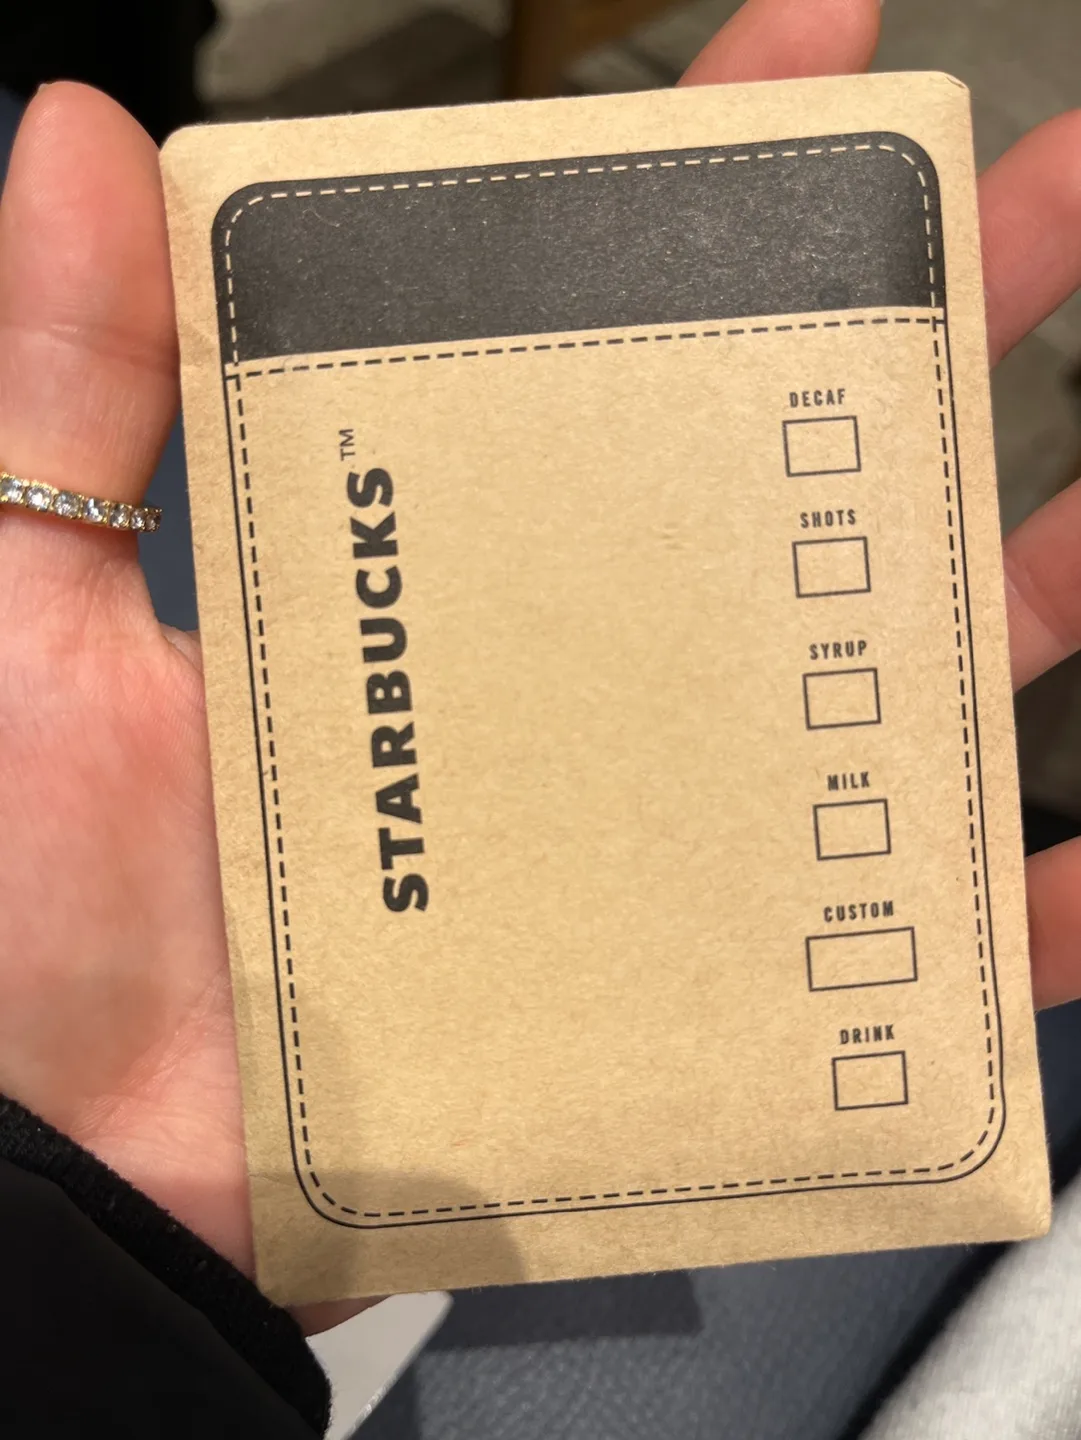 STARBUCKS™
DECAF
SHOTS
SYRUP
MILK
CUSTOM
DRINK